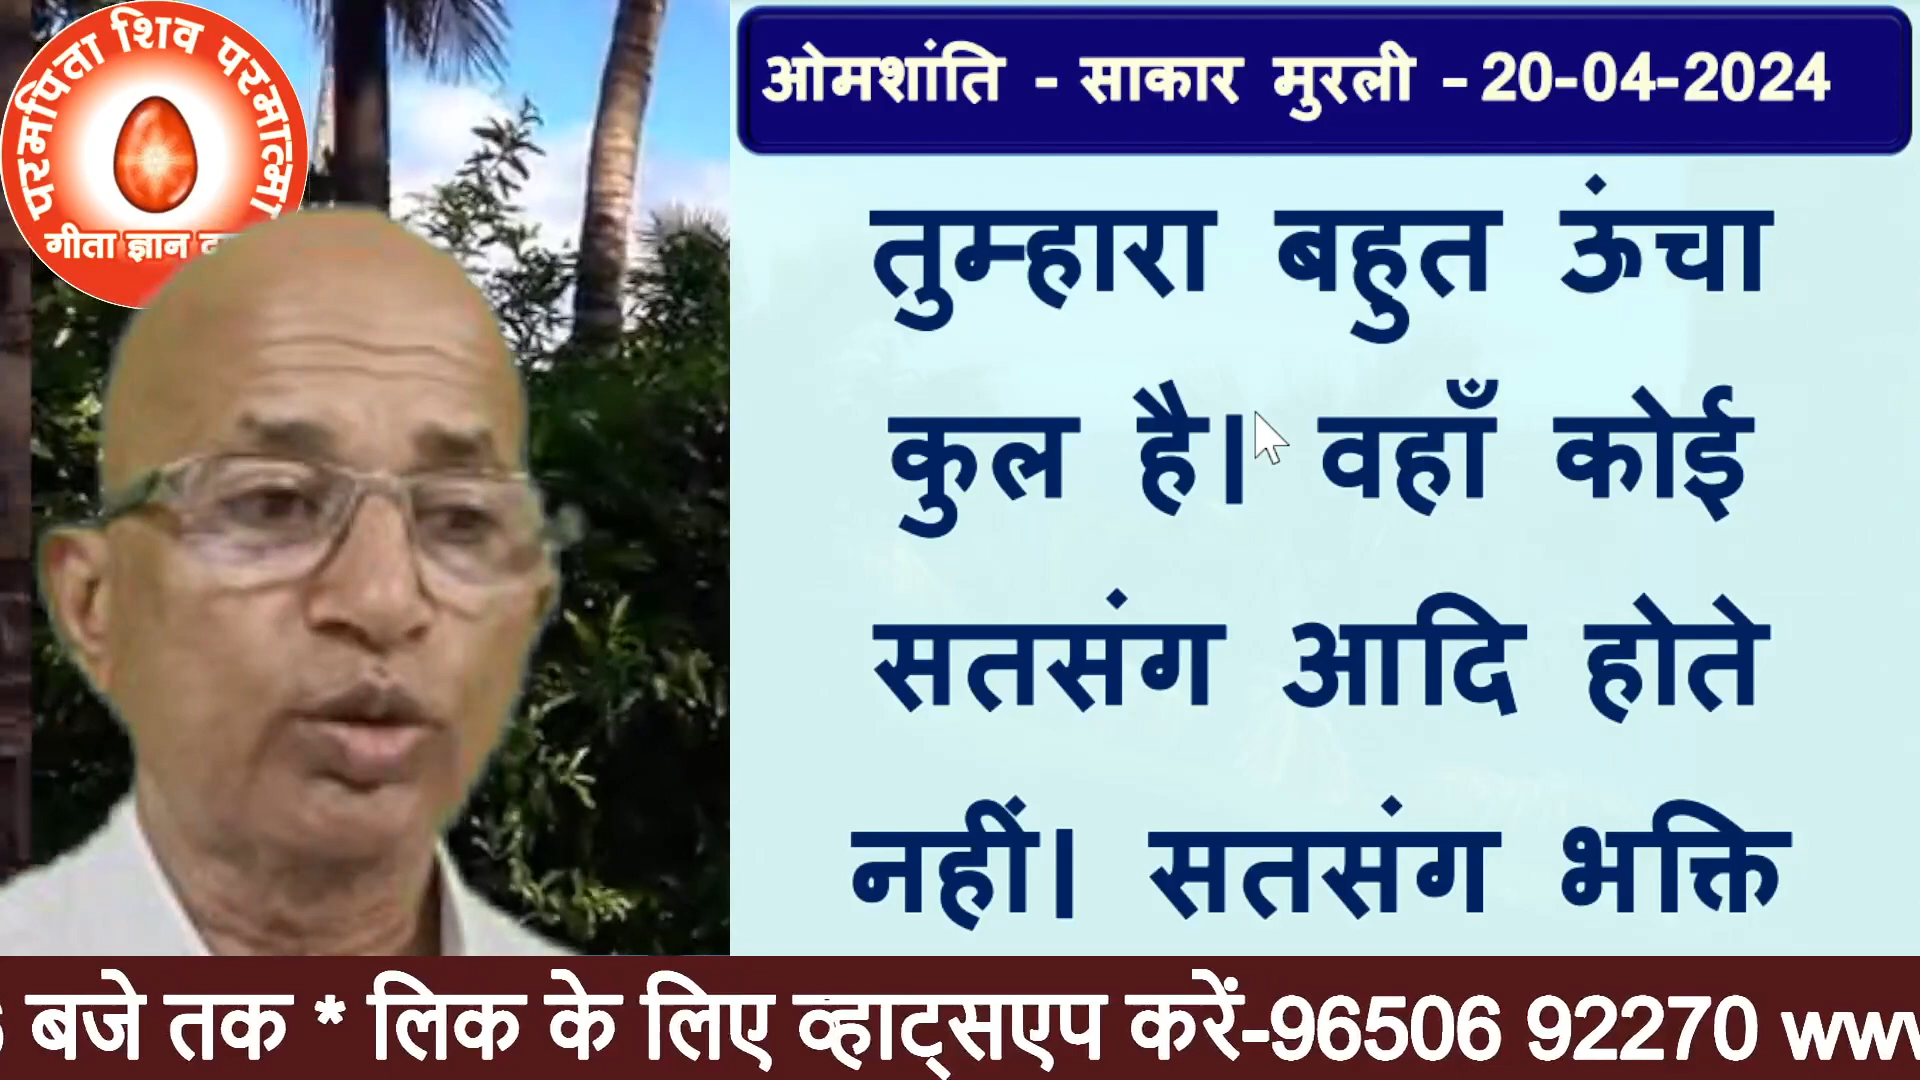 परमपिता शिव परमात्मा
गीता ज्ञान
ओमशांति - साकार मुरली - 20-04-2024
तुम्हारा बहुत ऊंचा
कुल है। वहाँ कोई
सतसंग आदि होते
नहीं। सतसंग भक्ति
बजे तक * लिक के लिए व्हाट्सएप करें-96506 92270 www